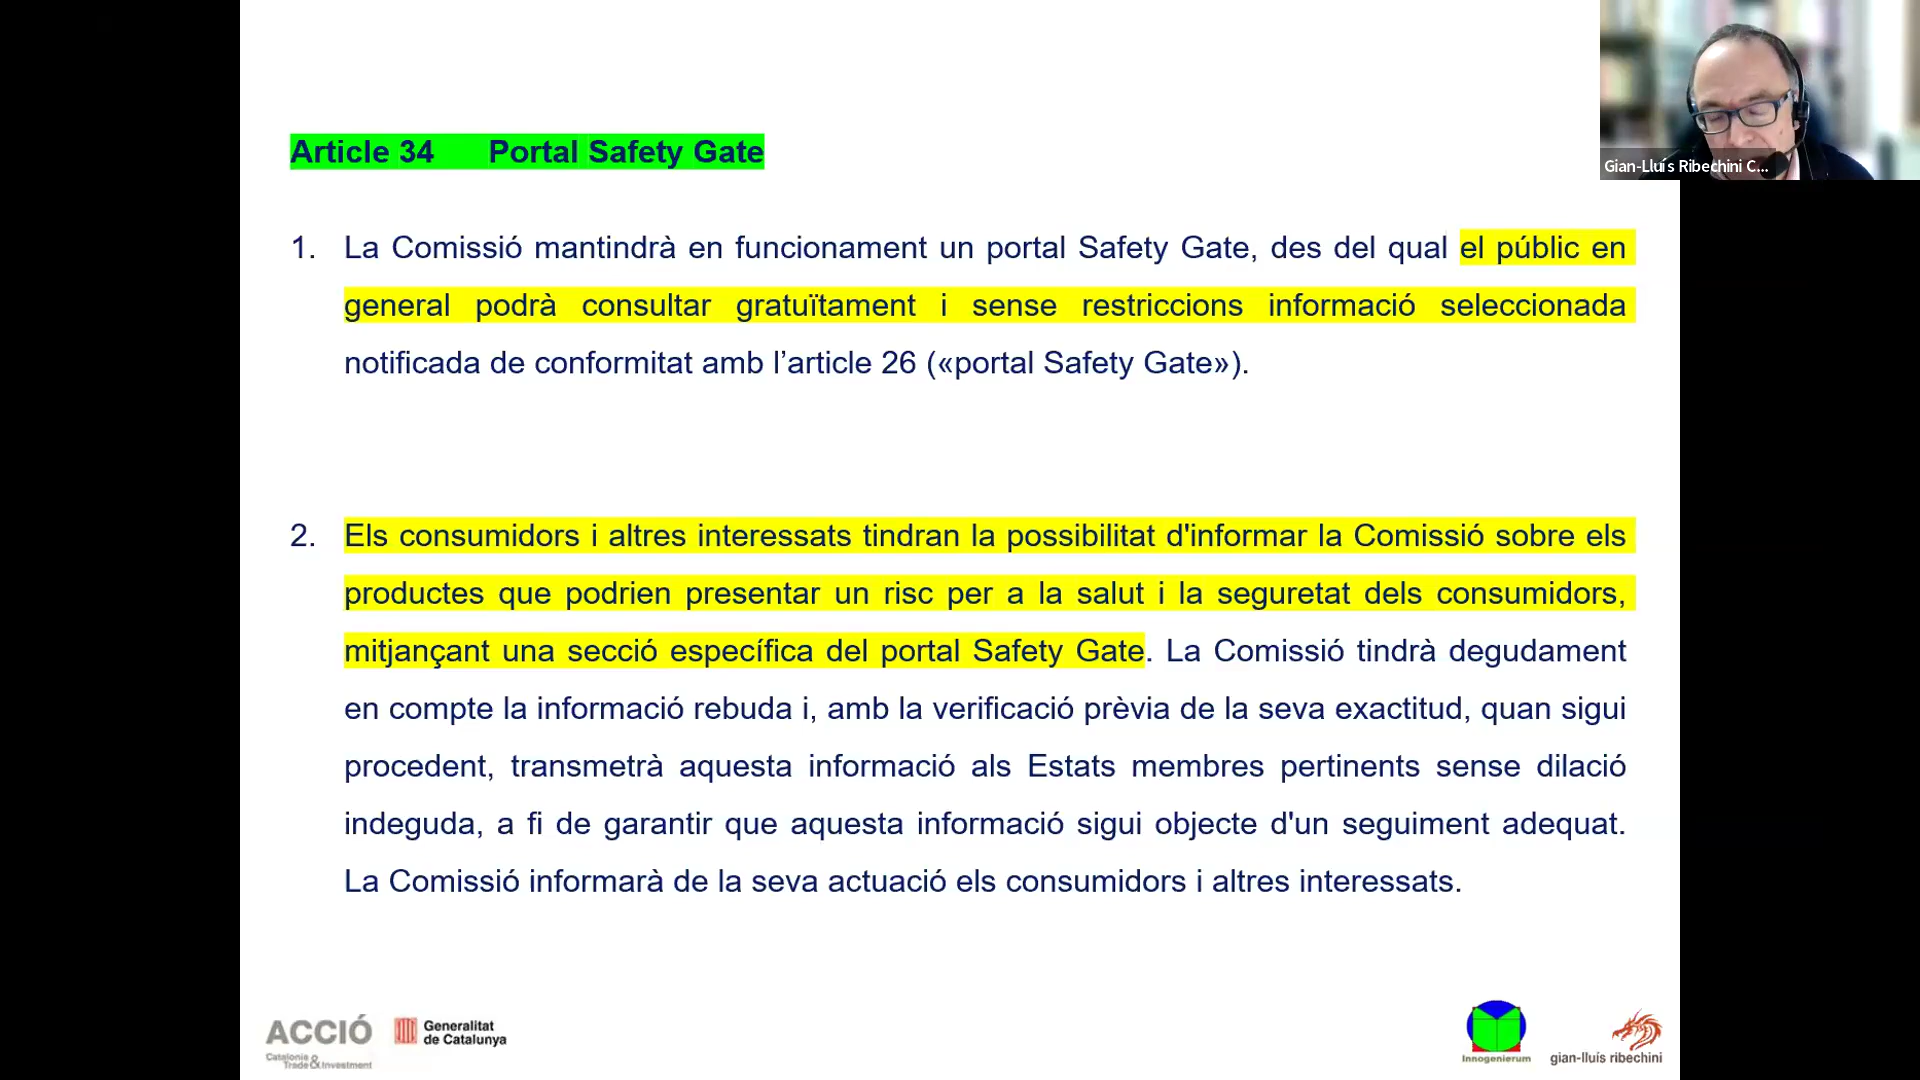 Article 34 Portal Safety Gate
Gian-Lluís Ribechini C...
1. La Comissió mantindrà en funcionament un portal Safety Gate, des del qual el públic en
general podrà consultar gratuïtament i sense restriccions informació seleccionada
notificada de conformitat amb l’article 26 («portal Safety Gate»).
2. Els consumidors i altres interessats tindran la possibilitat d'informar la Comissió sobre els
productes que podrien presentar un risc per a la salut i la seguretat dels consumidors,
mitjançant una secció específica del portal Safety Gate. La Comissió tindrà degudament
en compte la informació rebuda i, amb la verificació prèvia de la seva exactitud, quan sigui
procedent, transmetrà aquesta informació als Estats membres pertinents sense dilació
indeguda, a fi de garantir que aquesta informació sigui objecte d'un seguiment adequat.
La Comissió informarà de la seva actuació els consumidors i altres interessats.
ACCIÓ
Catalonia
Trade & Investment
Generalitat
de Catalunya
Innogenierum
gian-lluís ribechini